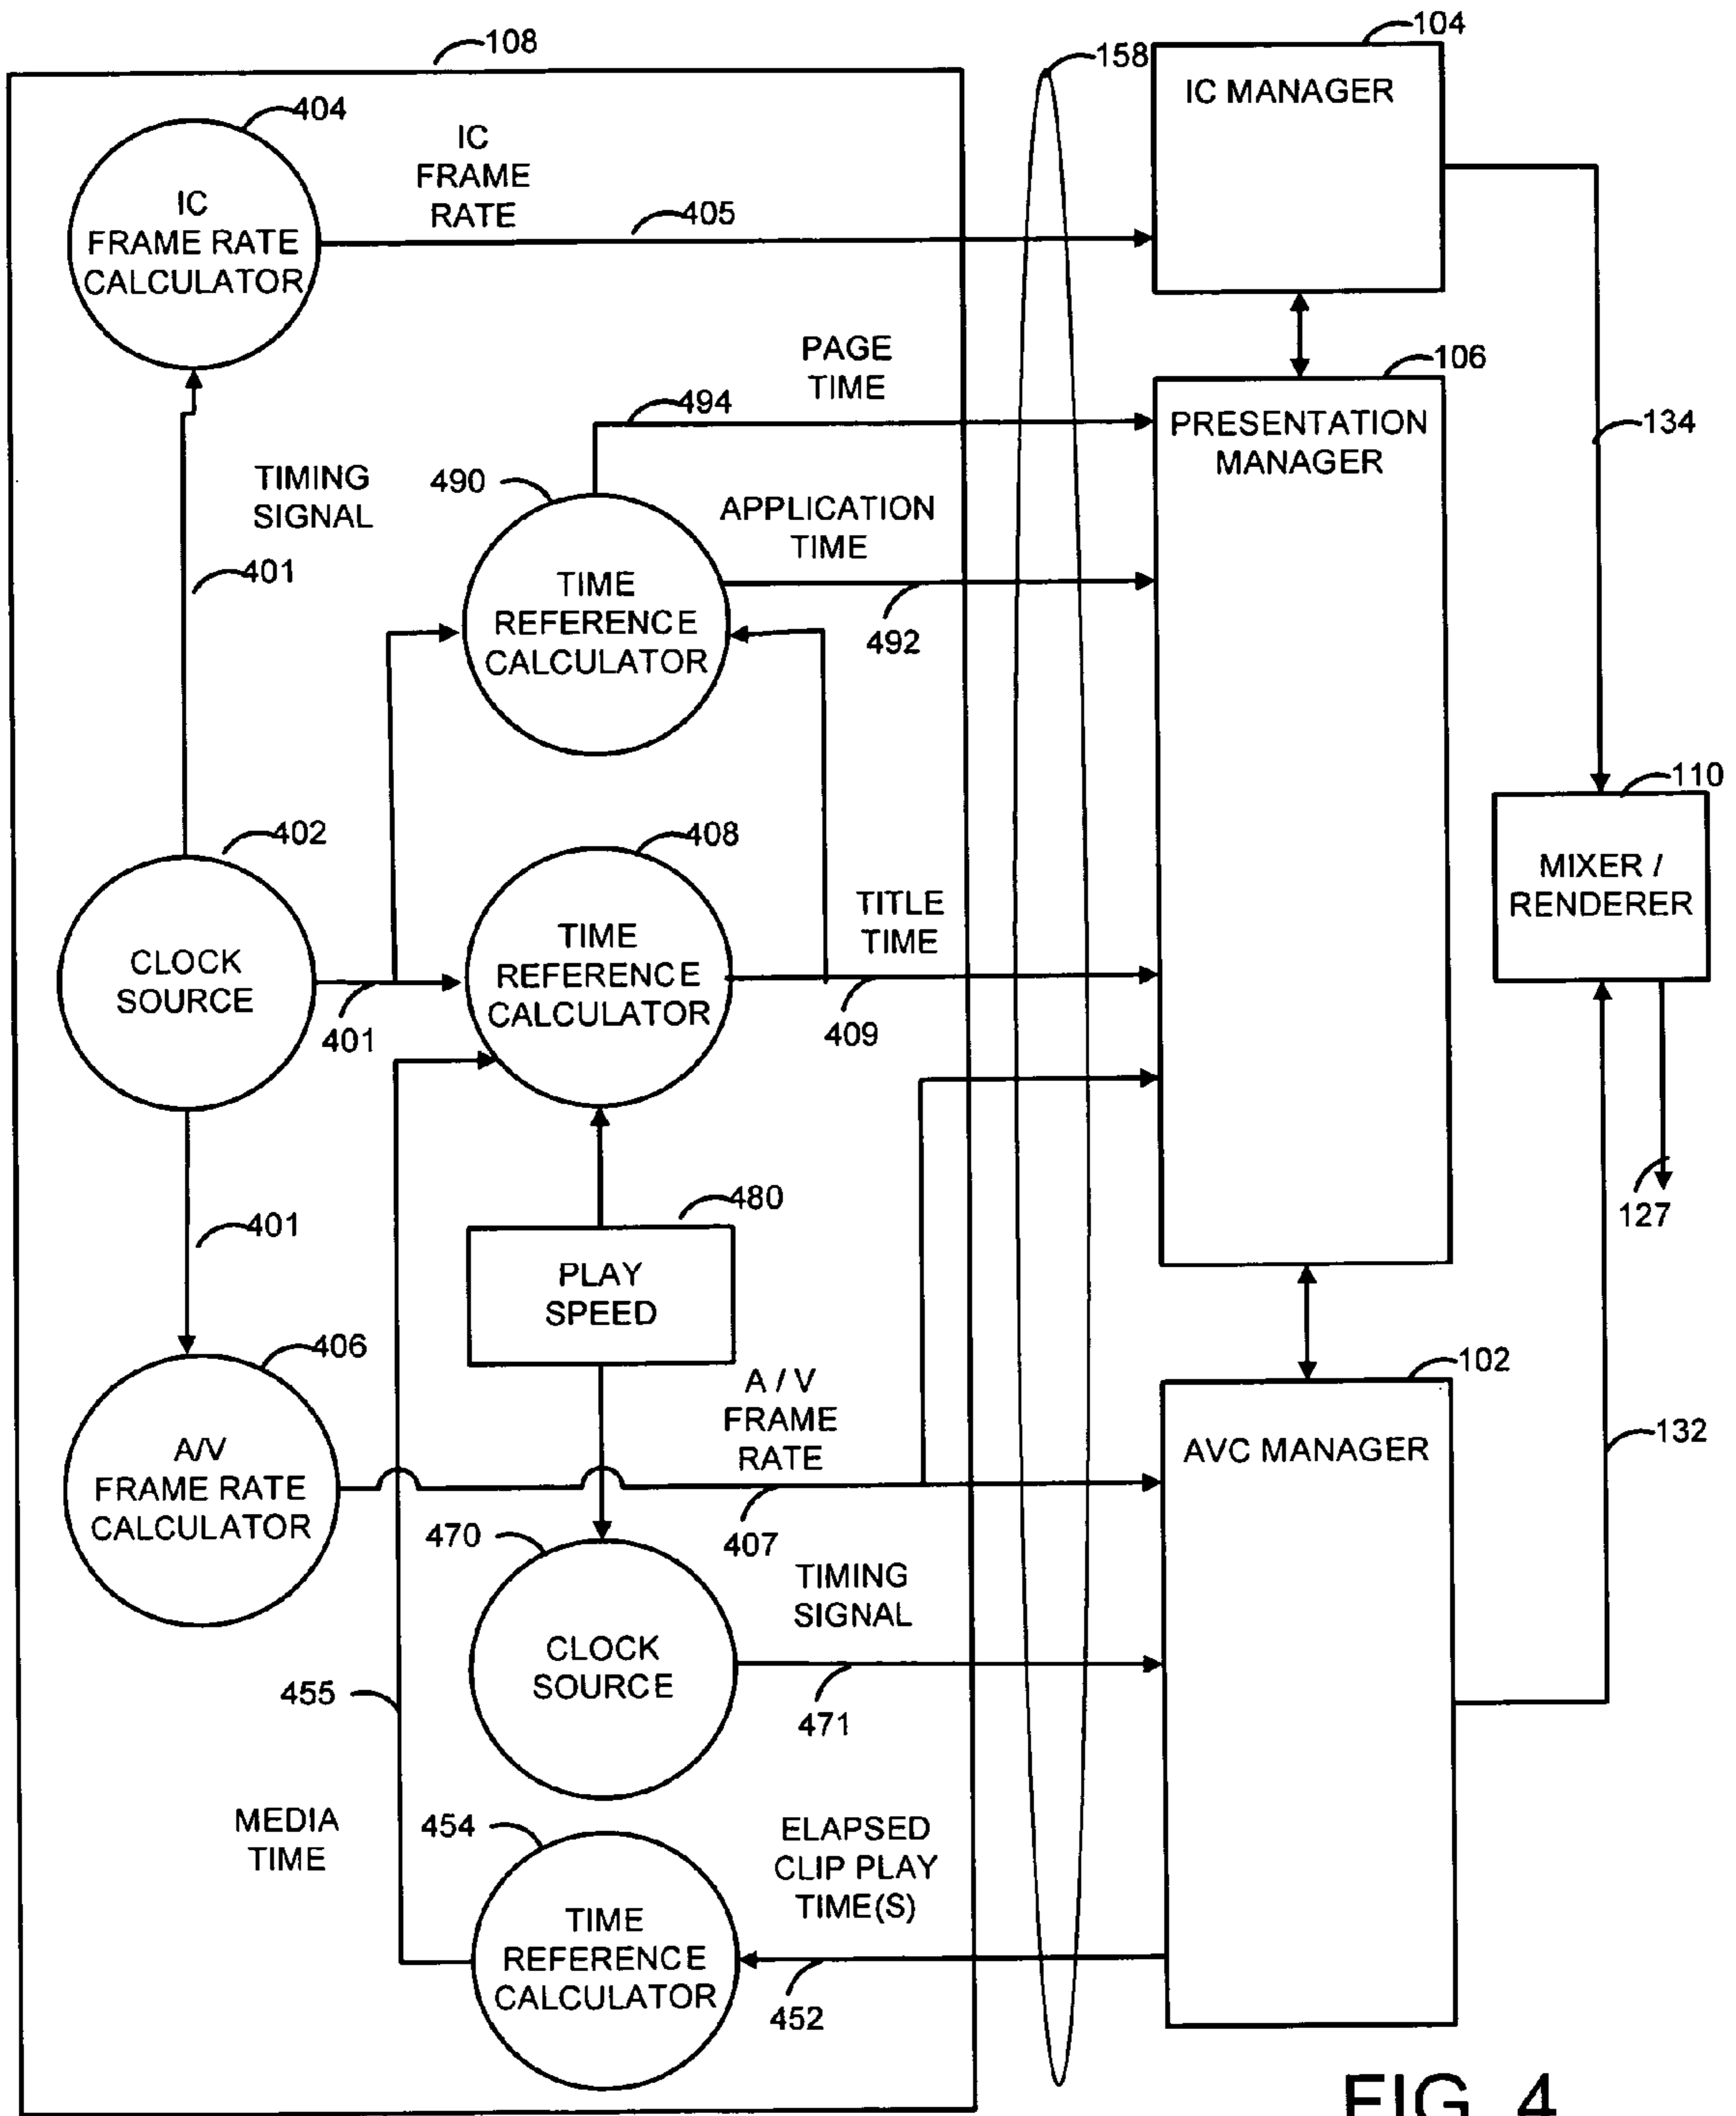 108
104
158
IC MANAGER
404
IC
FRAME
RATE
IC
FRAME RATE
CALCULATOR
405
PAGE
TIME
106
494
PRESENTATION
MANAGER
134
TIMING
SIGNAL
490
APPLICATION
TIME
401
TIME
REFERENCE
CALCULATOR
492
110
402
408
MIXER /
RENDERER
TITLE
TIME
CLOCK
SOURCE
TIME
REFERENCE
CALCULATOR
401
409
480
127
401
PLAY
SPEED
406
102
A / V
FRAME
RATE
132
A/V
FRAME RATE
CALCULATOR
AVC MANAGER
470
407
TIMING
SIGNAL
CLOCK
SOURCE
455
471
MEDIA
TIME
454
ELAPSED
CLIP PLAY
TIME(S)
TIME
REFERENCE
CALCULATOR
452
FIG. 4